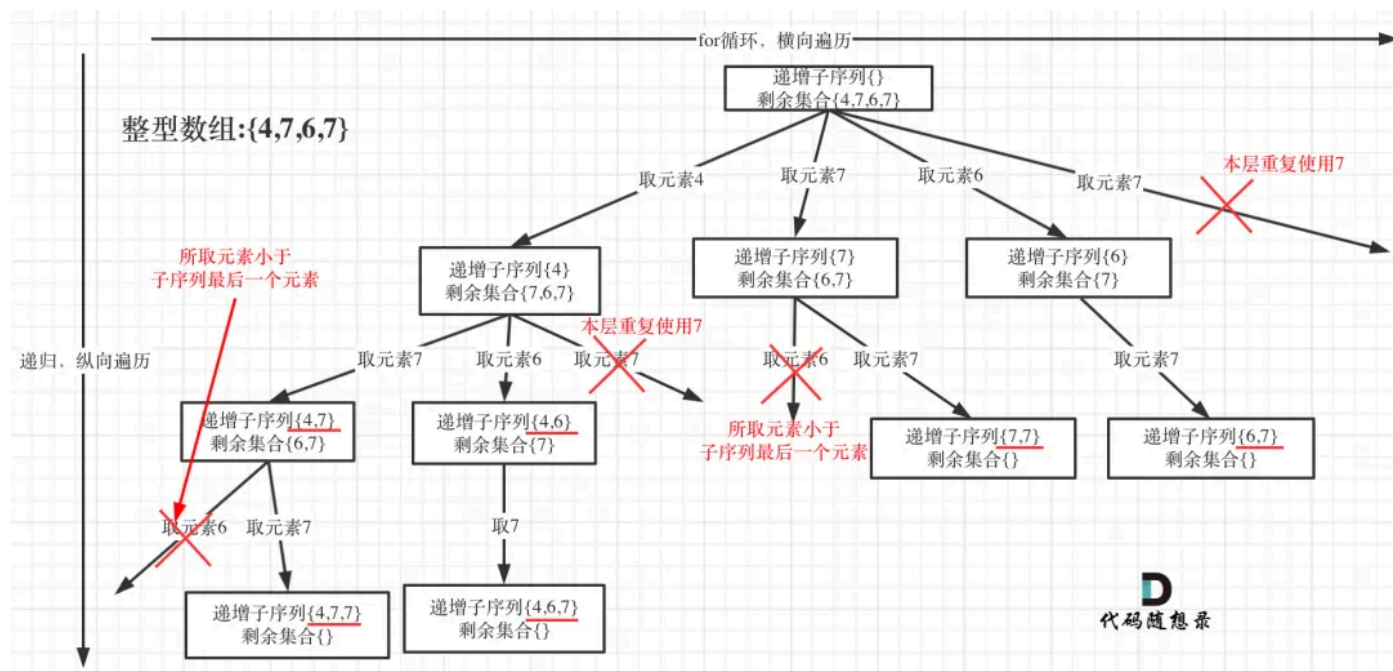 for循环，横向遍历
递增子序列{}
剩余集合{4,7,6,7}
整型数组:{4,7,6,7}
取元素4
取元素7
取元素6
取元素7
本层重复使用7
所取元素小于
子序列最后一个元素
递增子序列{4}
剩余集合{7,6,7}
递增子序列{7}
剩余集合{6,7}
递增子序列{6}
剩余集合{7}
本层重复使用7
递归，纵向遍历
取元素7
取元素6
取元素7
取元素6
取元素7
取元素7
递增子序列{4,7}
剩余集合{6,7}
递增子序列{4,6}
剩余集合{7}
所取元素小于
子序列最后一个元素
递增子序列{7,7}
剩余集合{}
递增子序列{6,7}
剩余集合{}
取元素6
取元素7
取7
递增子序列{4,7,7}
剩余集合{}
递增子序列{4,6,7}
剩余集合{}
代码随想录